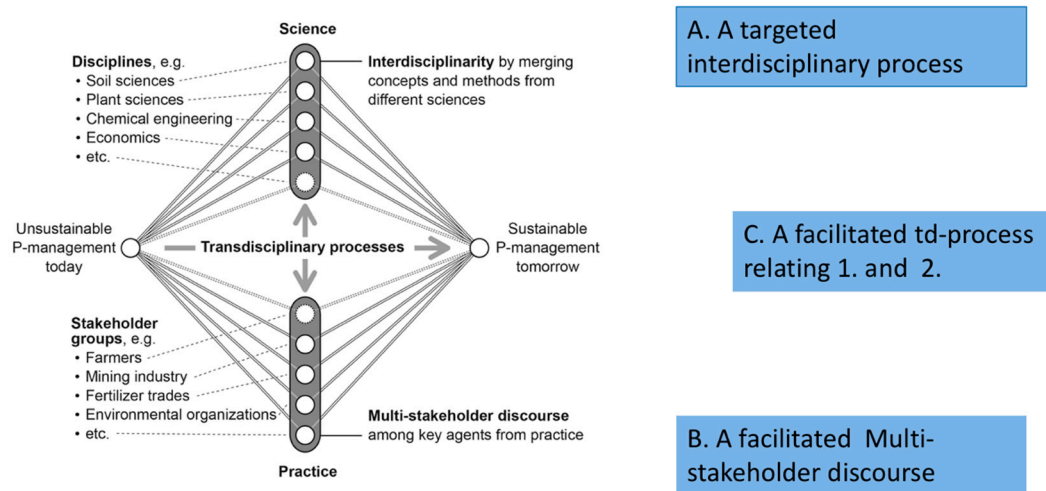 Science
Disciplines, e.g.
• Soil sciences
• Plant sciences
• Chemical engineering
• Economics
• etc.
Interdisciplinarity by merging
concepts and methods from
different sciences
Unsustainable
P-management
today
Transdisciplinary processes
Sustainable
P-management
tomorrow
Stakeholder
groups, e.g.
• Farmers
• Mining industry
• Fertilizer trades
• Environmental organizations
• etc.
Multi-stakeholder discourse
among key agents from practice
Practice
A. A targeted
interdisciplinary process
C. A facilitated td-process
relating 1. and 2.
B. A facilitated Multi-
stakeholder discourse